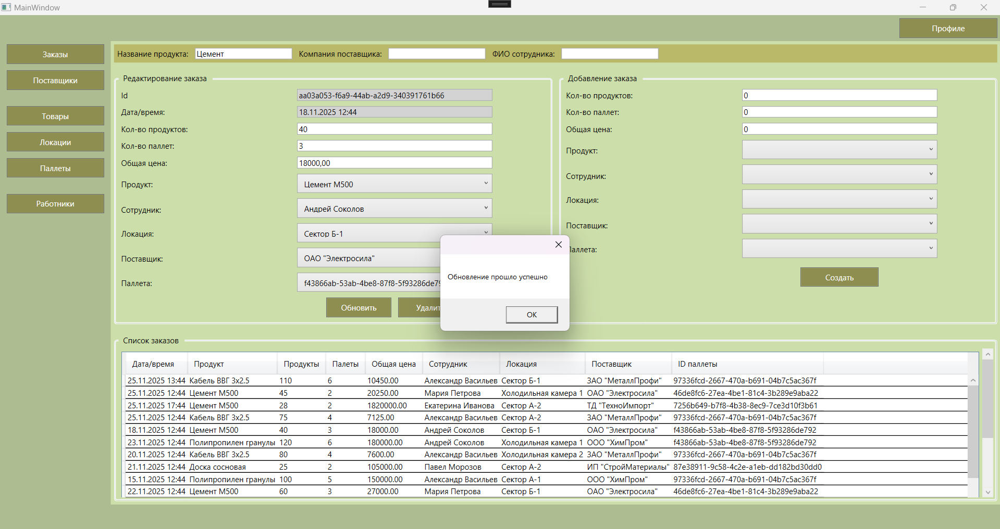 MainWindow
Профиле
Заказы
Поставщики
Товары
Локации
Паллеты
Работники
Название продукта: Цемент Компания поставщика: ФИО сотрудника:
Редактирование заказа
Id aa03a053-f6a9-44ab-a2d9-340391761b66
Дата/время: 18.11.2025 12:44
Кол-во продуктов: 40
Кол-во паллет: 3
Общая цена: 18000,00
Продукт: Цемент М500
Сотрудник: Андрей Соколов
Локация: Сектор Б-1
Поставщик: ОАО "Электросила"
Паллета: f43866ab-53ab-4be8-87f8-5f93286de79
Обновить Удалит
Добавление заказа
Кол-во продуктов: 0
Кол-во паллет: 0
Общая цена: 0
Продукт:
Сотрудник:
Локация:
Поставщик:
Паллета:
Создать
Обновление прошло успешно
ОК
Список заказов
Дата/время Продукт Продукты Палеты Общая цена Сотрудник Локация Поставщик ID паллеты
25.11.2025 13:44 Кабель ВВГ 3х2.5 110 6 10450.00 Александр Васильев Сектор Б-1 ЗАО "МеталлПрофи" 97336fcd-2667-470a-b691-04b7c5ac367f
25.11.2025 12:44 Цемент М500 45 2 20250.00 Мария Петрова Холодильная камера 1 ОАО "Электросила" 46de8fc6-27ea-4be1-81c4-3b289e9aba22
25.11.2025 17:44 Цемент М500 28 2 1820000.00 Екатерина Иванова Сектор А-2 ТД "ТехноИмпорт" 7256b649-b7f8-4b38-8ec9-7ce3d10f3b61
25.11.2025 12:44 Кабель ВВГ 3х2.5 75 4 7125.00 Александр Васильев Сектор А-2 ЗАО "МеталлПрофи" 97336fcd-2667-470a-b691-04b7c5ac367f
18.11.2025 12:44 Цемент М500 40 3 18000.00 Андрей Соколов Сектор Б-1 ОАО "Электросила" f43866ab-53ab-4be8-87f8-5f93286de792
23.11.2025 12:44 Полипропилен гранулы 120 6 180000.00 Андрей Соколов Холодильная камера 1 ООО "ХимПром" f43866ab-53ab-4be8-87f8-5f93286de792
20.11.2025 12:44 Кабель ВВГ 3х2.5 80 4 7600.00 Александр Васильев Холодильная камера 2 ЗАО "МеталлПрофи" 97336fcd-2667-470a-b691-04b7c5ac367f
21.11.2025 12:44 Доска сосновая 25 2 105000.00 Павел Морозов Сектор А-2 ИП "СтройМатериалы" 87e38911-9c58-4c2e-a1eb-dd182bd30dd0
15.11.2025 12:44 Полипропилен гранулы 100 5 150000.00 Александр Васильев Сектор А-1 ООО "ХимПром" 97336fcd-2667-470a-b691-04b7c5ac367f
22.11.2025 12:44 Цемент М500 60 3 27000.00 Мария Петрова Сектор Б-1 ОАО "Электросила" 46de8fc6-27ea-4be1-81c4-3b289e9aba22